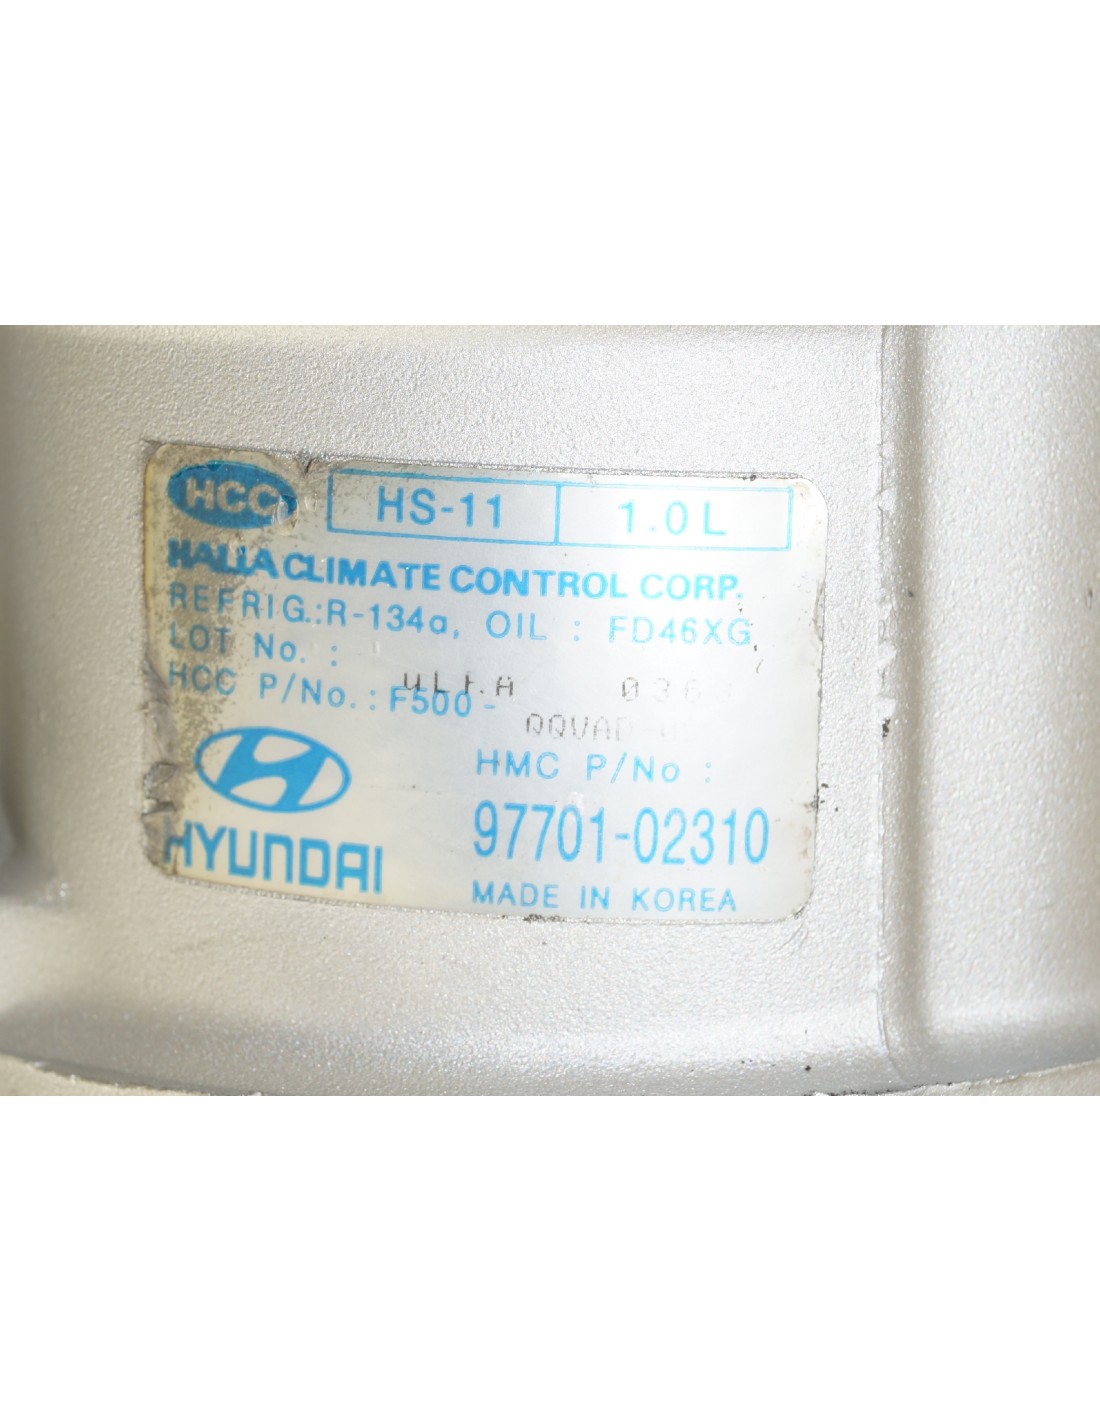 HCC HS-11 1.0L
HALLA CLIMATE CONTROL CORP.
REFRIG.:R-134a, OIL : FD46XG
LOT No. :
HCC P/No. : F500-
HMC P/No :
HYUNDAI 97701-02310
MADE IN KOREA